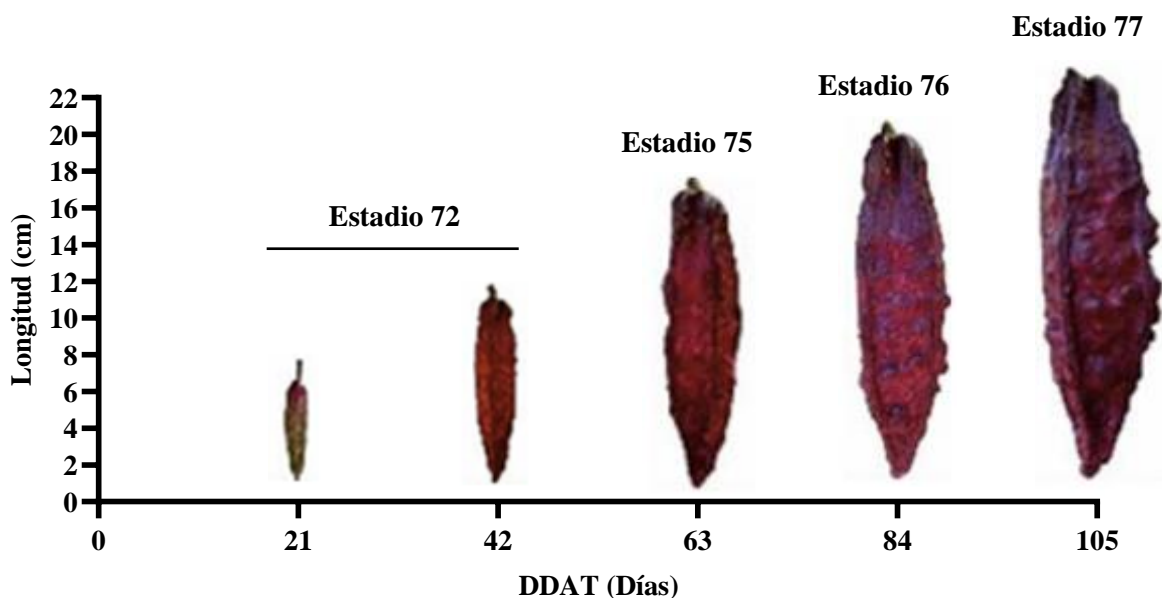 Estadio 77
Estadio 76
Estadio 75
Estadio 72
Longitud (cm)
22
20
18
16
14
12
10
8
6
4
2
0
0 21 42 63 84 105
DDAT (Días)